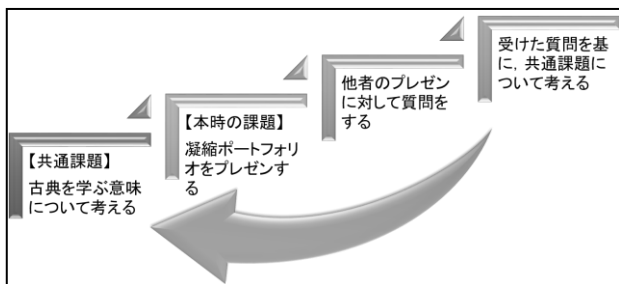 【共通課題】
古典を学ぶ意味
について考える
【本時の課題】
凝縮ポートフォリ
オをプレゼンす
る
他者のプレゼン
に対して質問を
する
受けた質問を基
に，共通課題に
ついて考える